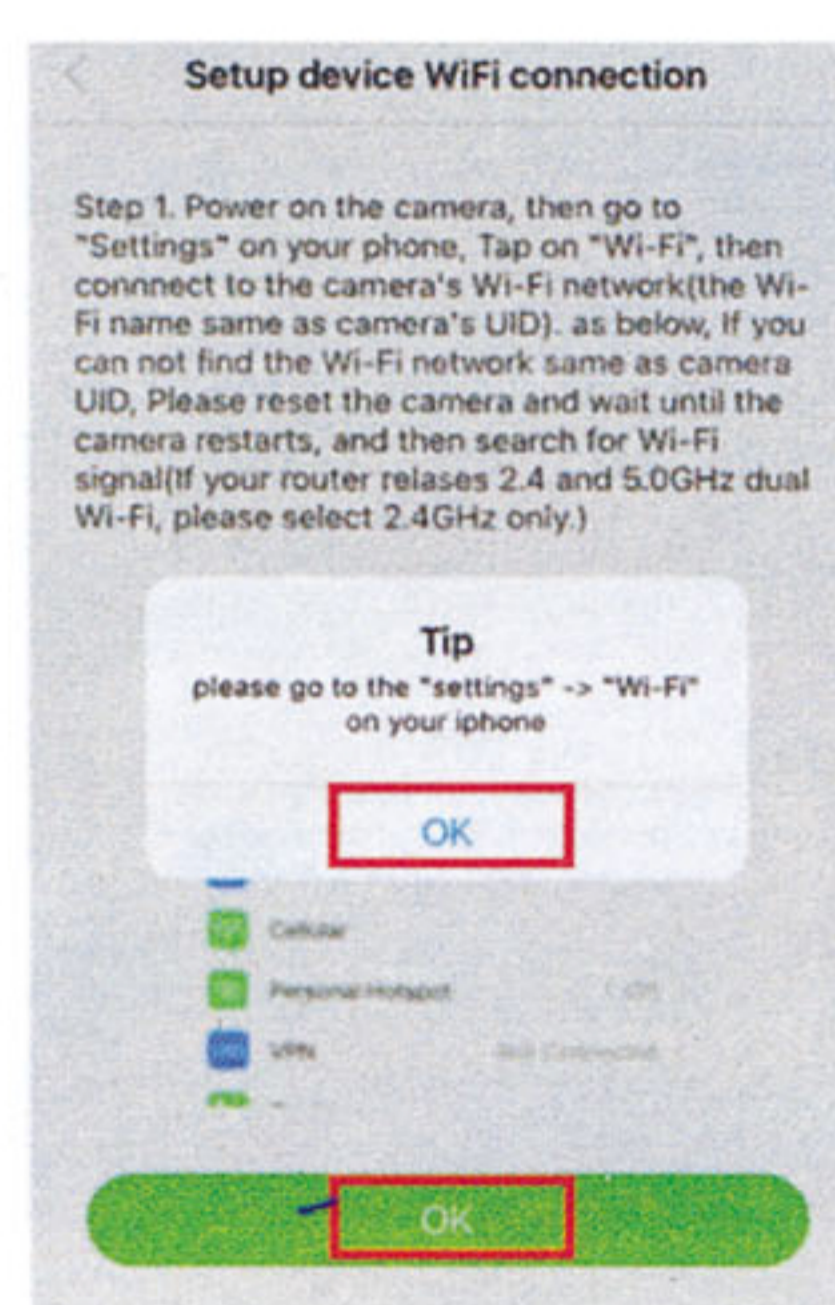 Setup device WiFi connection
Step 1. Power on the camera, then go to
"Settings" on your phone, Tap on "Wi-Fi", then
connnect to the camera's Wi-Fi network(the Wi-
Fi name same as camera's UID). as below, If you
can not find the Wi-Fi network same as camera
UID, Please reset the camera and wait until the
camera restarts, and then search for Wi-Fi
signal(If your router relases 2.4 and 5.0GHz dual
Wi-Fi, please select 2.4GHz only.)
Tip
please go to the "settings" -> "Wi-Fi"
on your iphone
OK
Cellular
Personal Hotspot
VPN
Not Connected
OK